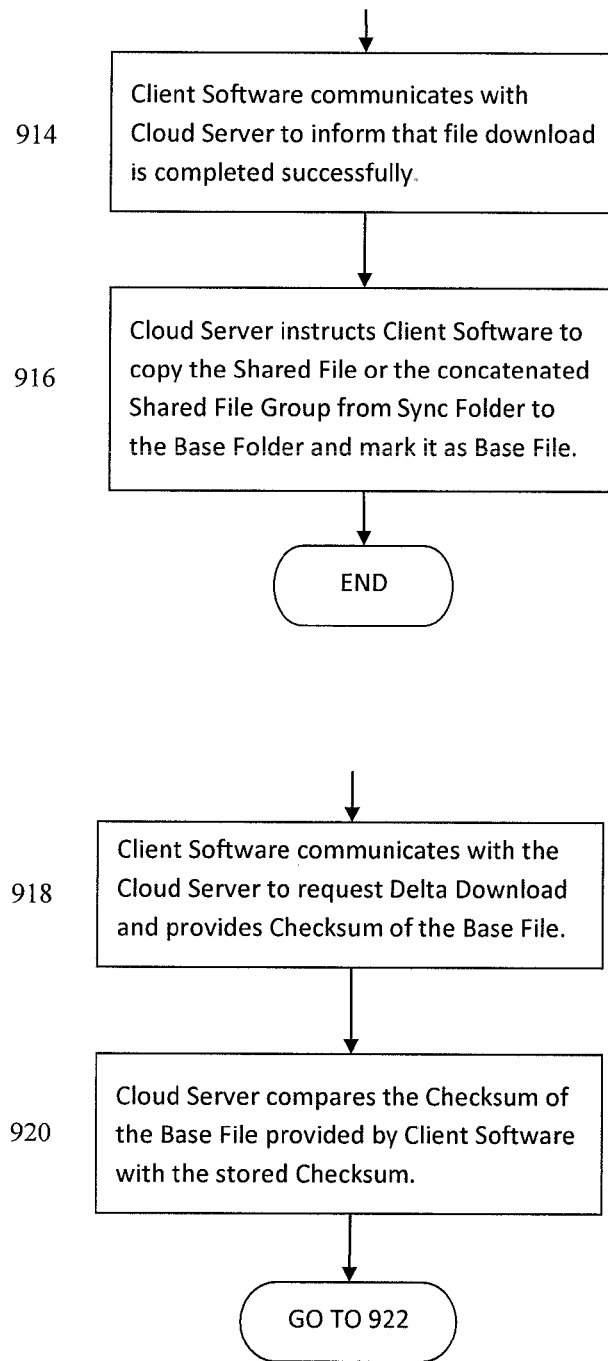 914
Client Software communicates with
Cloud Server to inform that file download
is completed successfully.
916
Cloud Server instructs Client Software to
copy the Shared File or the concatenated
Shared File Group from Sync Folder to
the Base Folder and mark it as Base File.
END
918
Client Software communicates with the
Cloud Server to request Delta Download
and provides Checksum of the Base File.
920
Cloud Server compares the Checksum of
the Base File provided by Client Software
with the stored Checksum.
GO TO 922